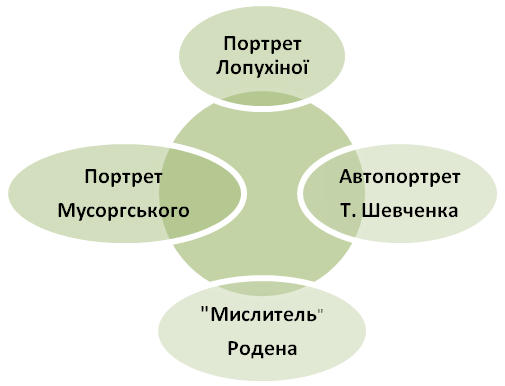 Портрет
Лопухіної
Портрет
Мусоргського
Автопортрет
Т. Шевченка
"Мислитель"
Родена